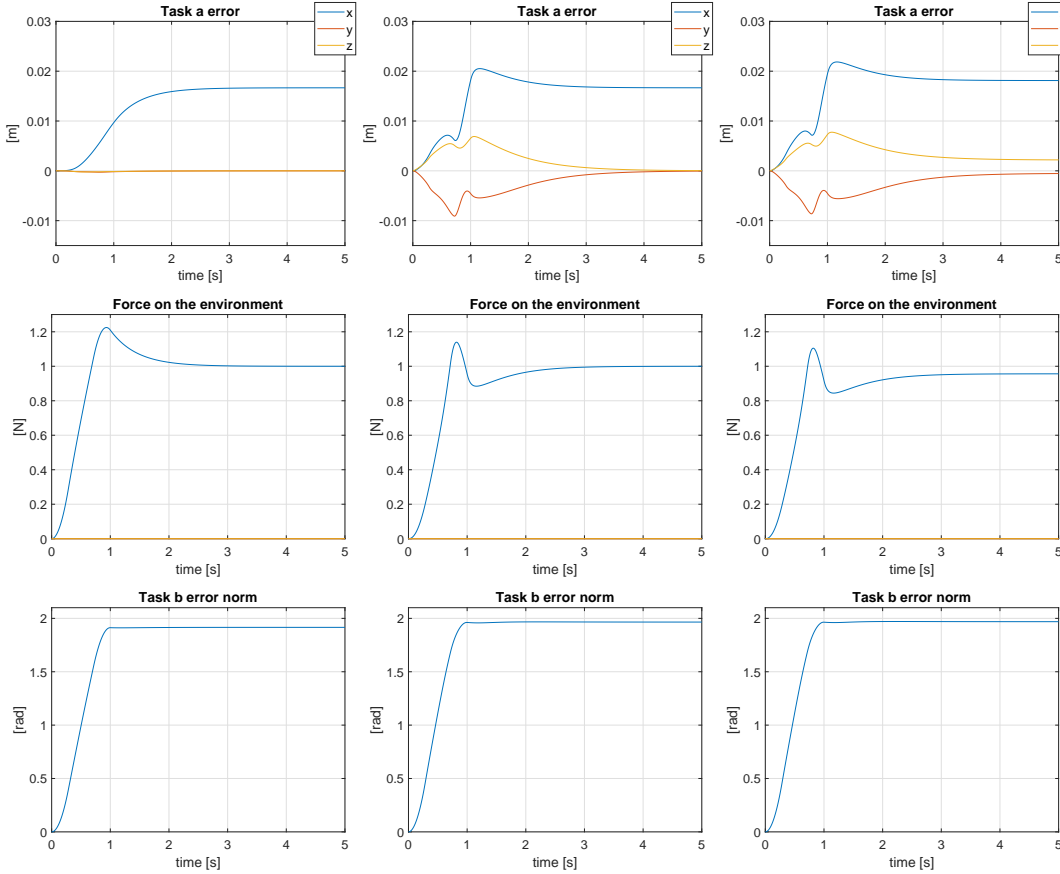 Task a error
Task a error
Task a error
x
y
z
x
y
z
0.03
0.02
0.01
0
-0.01
[m]
0 1 2 3 4 5
time [s]
0.03
0.02
0.01
0
-0.01
[m]
0 1 2 3 4 5
time [s]
0.03
0.02
0.01
0
-0.01
[m]
0 1 2 3 4 5
time [s]
Force on the environment
1.2
1
0.8
0.6
0.4
0.2
0
[N]
0 1 2 3 4 5
time [s]
Force on the environment
1.2
1
0.8
0.6
0.4
0.2
0
[N]
0 1 2 3 4 5
time [s]
Force on the environment
1.2
1
0.8
0.6
0.4
0.2
0
[N]
0 1 2 3 4 5
time [s]
Task b error norm
2
1.5
1
0.5
0
[rad]
0 1 2 3 4 5
time [s]
Task b error norm
2
1.5
1
0.5
0
[rad]
0 1 2 3 4 5
time [s]
Task b error norm
2
1.5
1
0.5
0
[rad]
0 1 2 3 4 5
time [s]